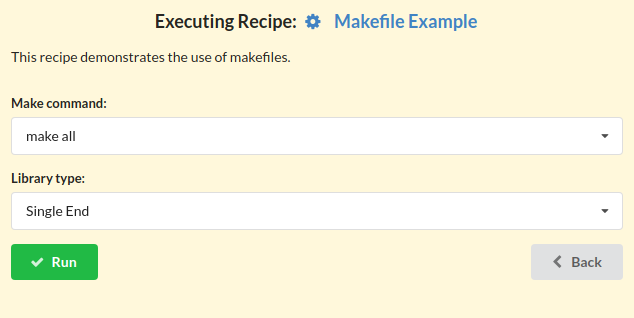 Executing Recipe: Makefile Example
This recipe demonstrates the use of makefiles.
Make command:
make all
Library type:
Single End
Run Back